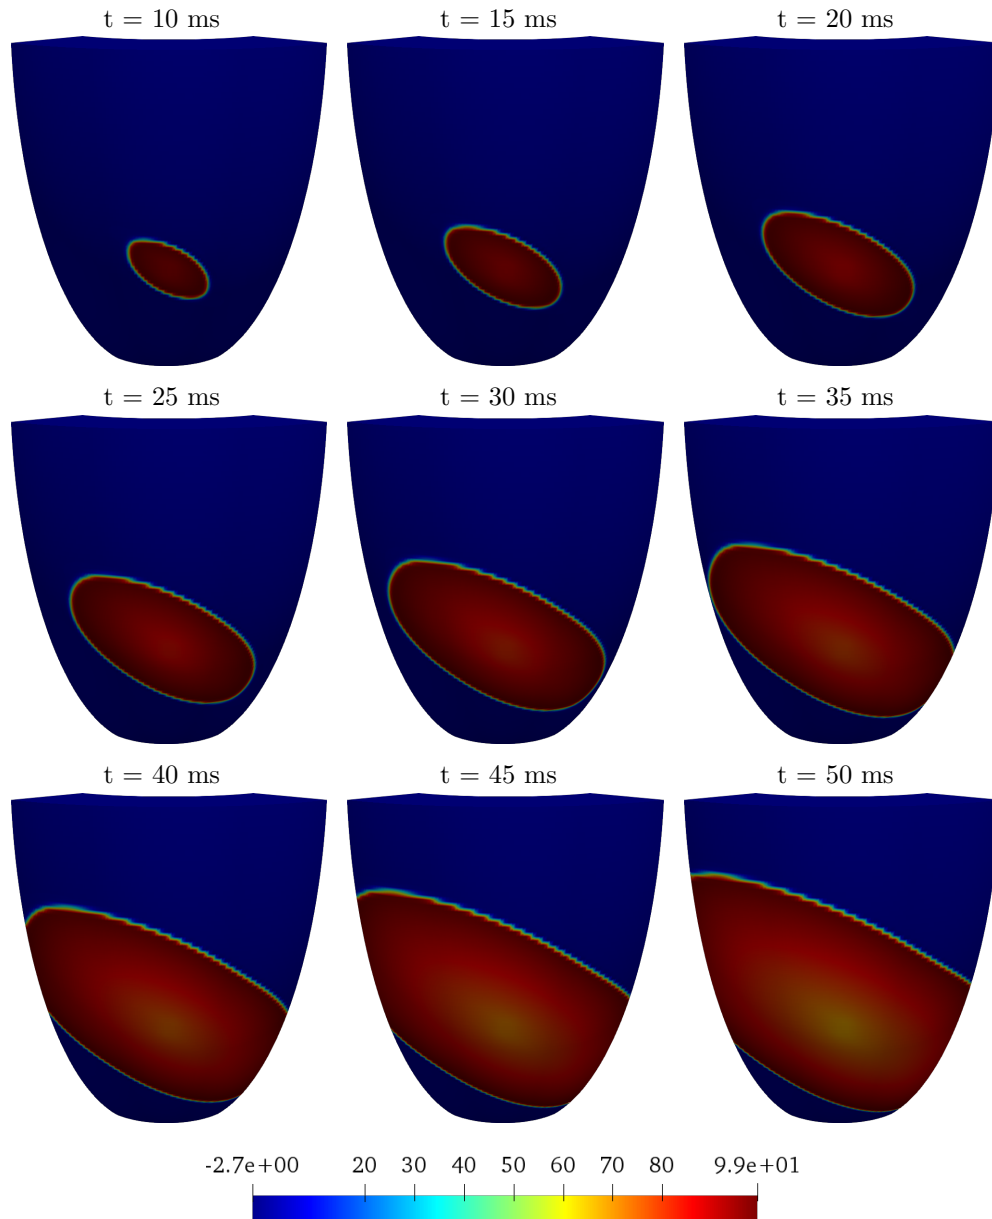 t = 10 ms t = 15 ms t = 20 ms
t = 25 ms t = 30 ms t = 35 ms
t = 40 ms t = 45 ms t = 50 ms
-2.7e+00 20 30 40 50 60 70 80 9.9e+01